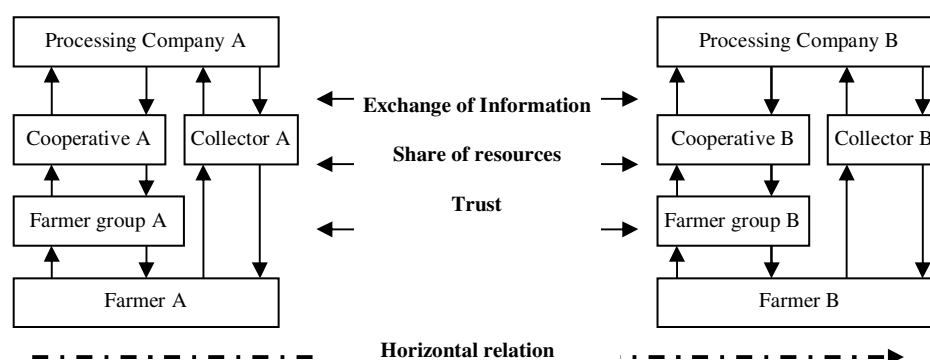 Processing Company A
Processing Company B
Exchange of Information
Cooperative A
Collector A
Cooperative B
Collector B
Share of resources
Farmer group A
Trust
Farmer group B
Farmer A
Farmer B
Horizontal relation